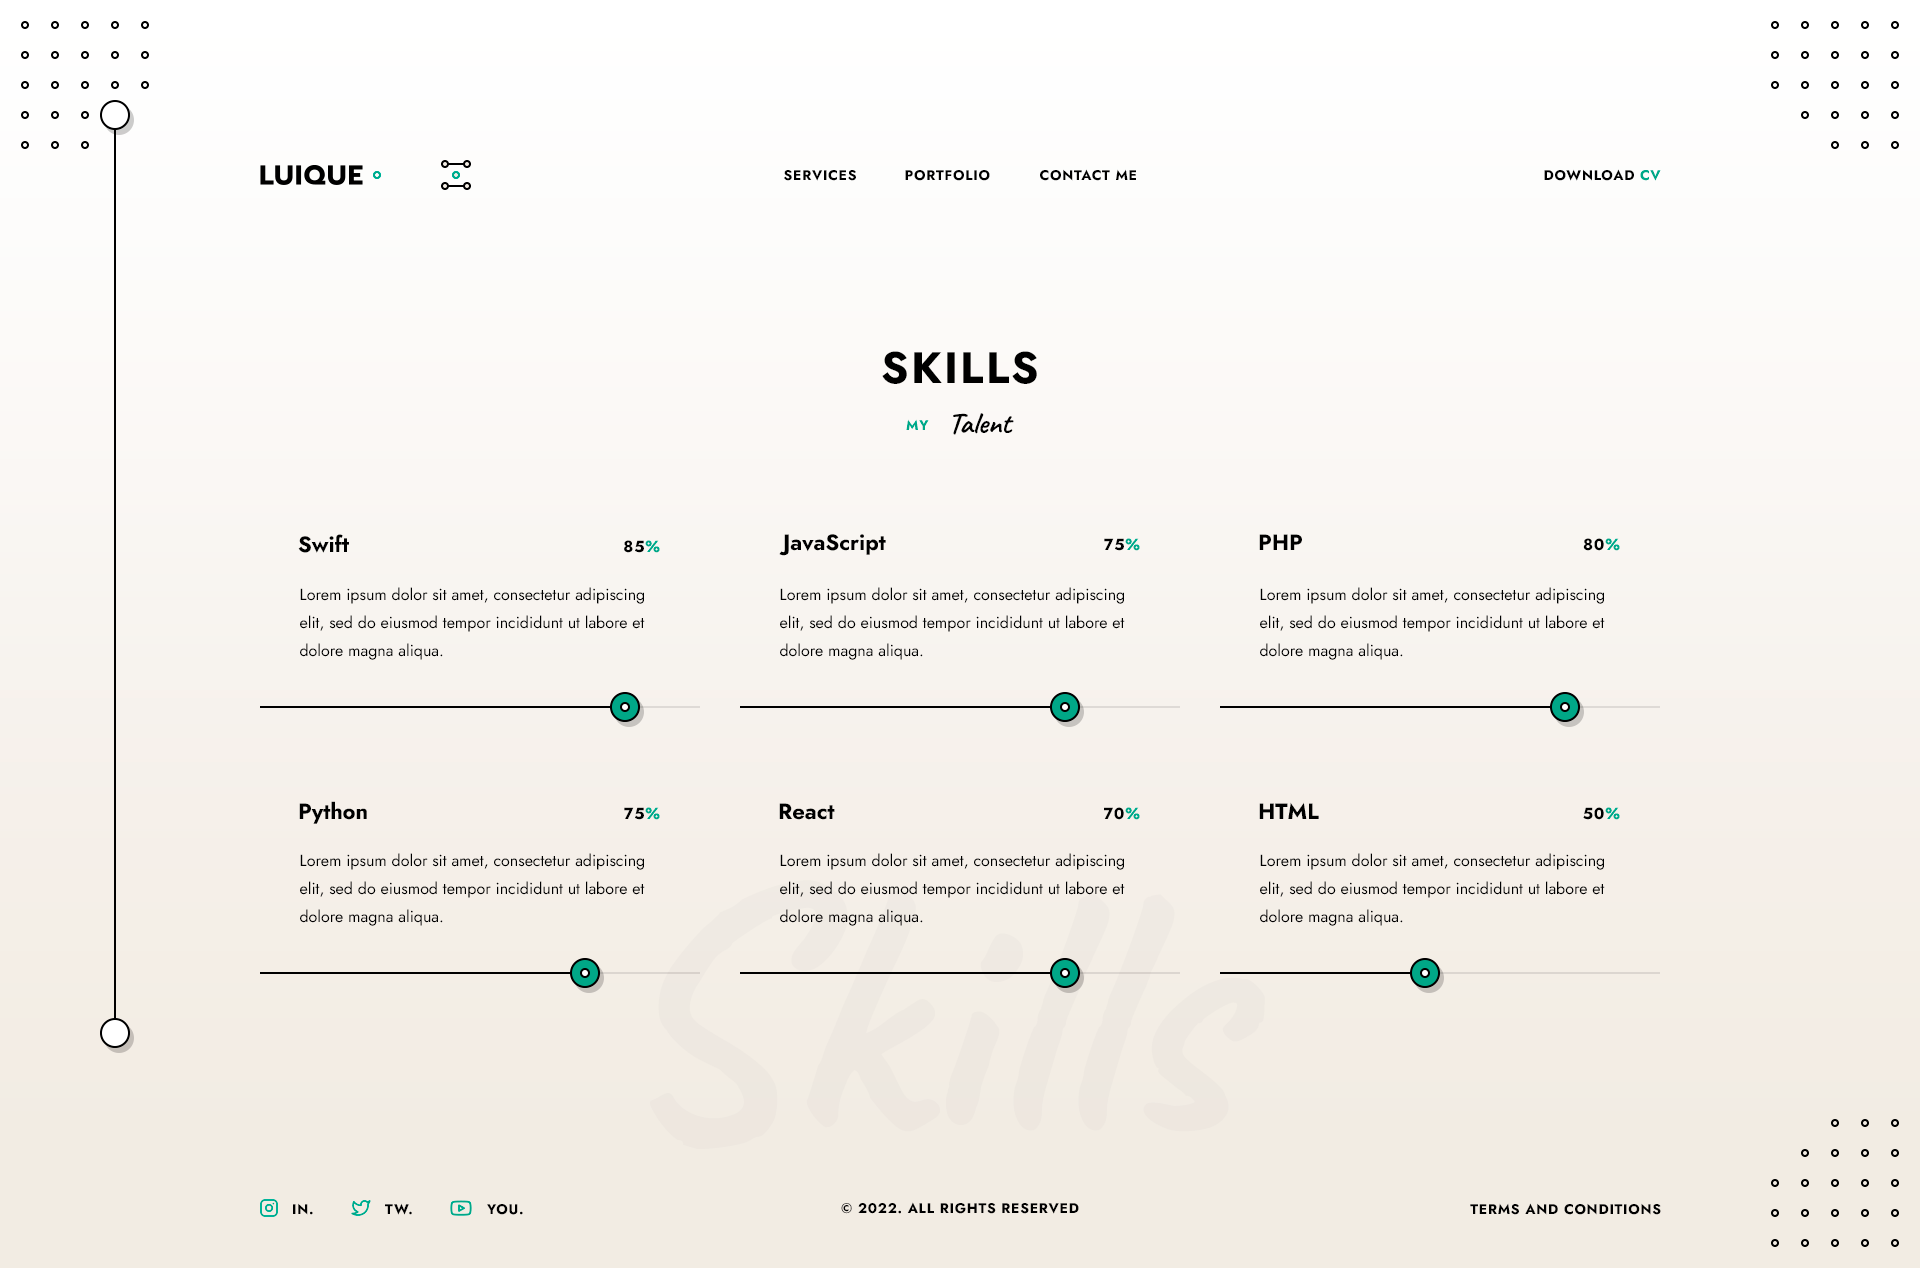 LUIQUE
SERVICES PORTFOLIO CONTACT ME
DOWNLOAD CV
SKILLS
MY Talent
Swift 85%
Lorem ipsum dolor sit amet, consectetur adipiscing
elit, sed do eiusmod tempor incididunt ut labore et
dolore magna aliqua.
JavaScript 75%
Lorem ipsum dolor sit amet, consectetur adipiscing
elit, sed do eiusmod tempor incididunt ut labore et
dolore magna aliqua.
PHP 80%
Lorem ipsum dolor sit amet, consectetur adipiscing
elit, sed do eiusmod tempor incididunt ut labore et
dolore magna aliqua.
Python 75%
Lorem ipsum dolor sit amet, consectetur adipiscing
elit, sed do eiusmod tempor incididunt ut labore et
dolore magna aliqua.
React 70%
Lorem ipsum dolor sit amet, consectetur adipiscing
elit, sed do eiusmod tempor incididunt ut labore et
dolore magna aliqua.
HTML 50%
Lorem ipsum dolor sit amet, consectetur adipiscing
elit, sed do eiusmod tempor incididunt ut labore et
dolore magna aliqua.
Skills
IN. TW. YOU.
© 2022. ALL RIGHTS RESERVED
TERMS AND CONDITIONS